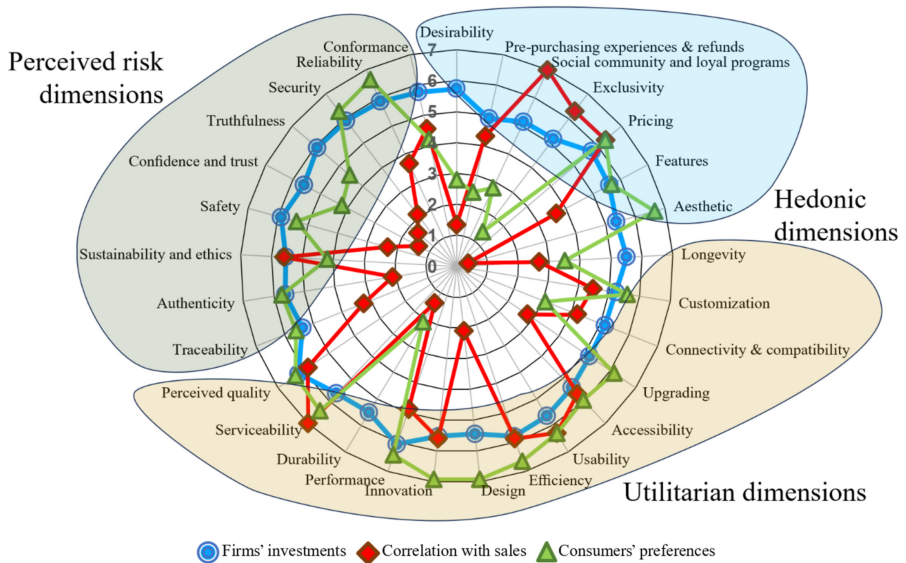 Perceived risk
dimensions
Desirability
Pre-purchasing experiences & refunds
Social community and loyal programs
Exclusivity
Pricing
Features
Aesthetic
Hedonic
dimensions
Longevity
Customization
Connectivity & compatibility
Upgrading
Accessibility
Usability
Efficiency
Design
Utilitarian dimensions
Innovation
Performance
Durability
Serviceability
Perceived quality
Traceability
Authenticity
Sustainability and ethics
Safety
Confidence and trust
Truthfulness
Security
Reliability
Conformance
7
6
5
4
3
2
1
0
Firms' investments
Correlation with sales
Consumers' preferences